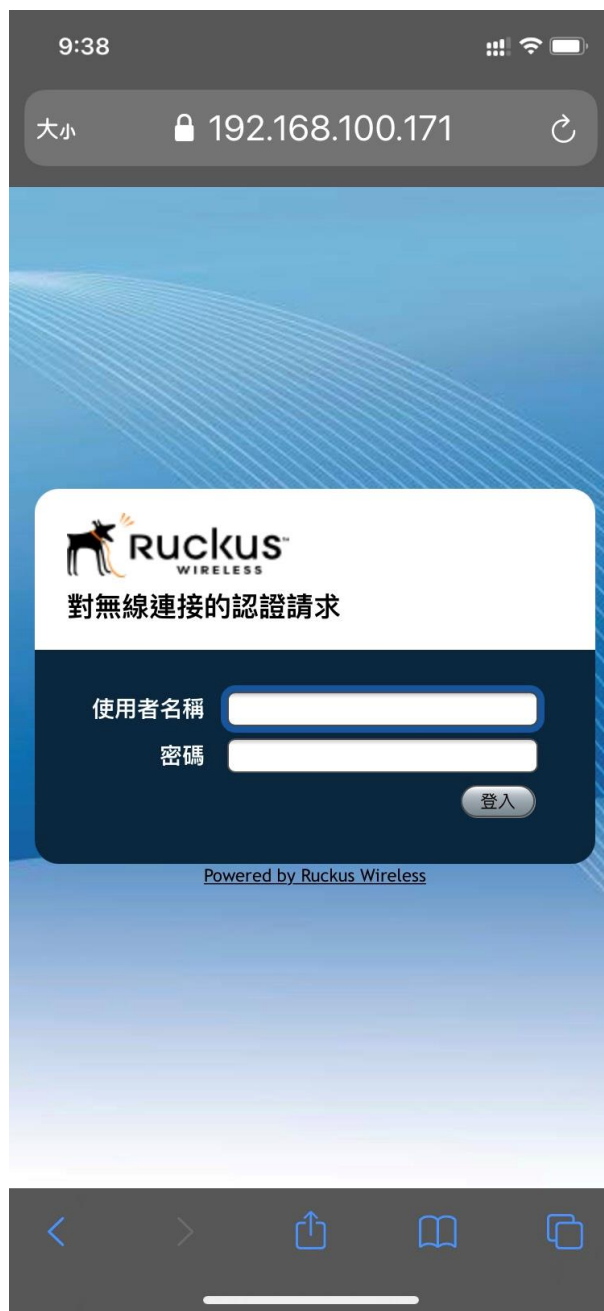 9:38
大小 192.168.100.171
RUCKUS™
WIRELESS
對無線連接的認證請求
使用者名稱
密碼
登入
Powered by Ruckus Wireless